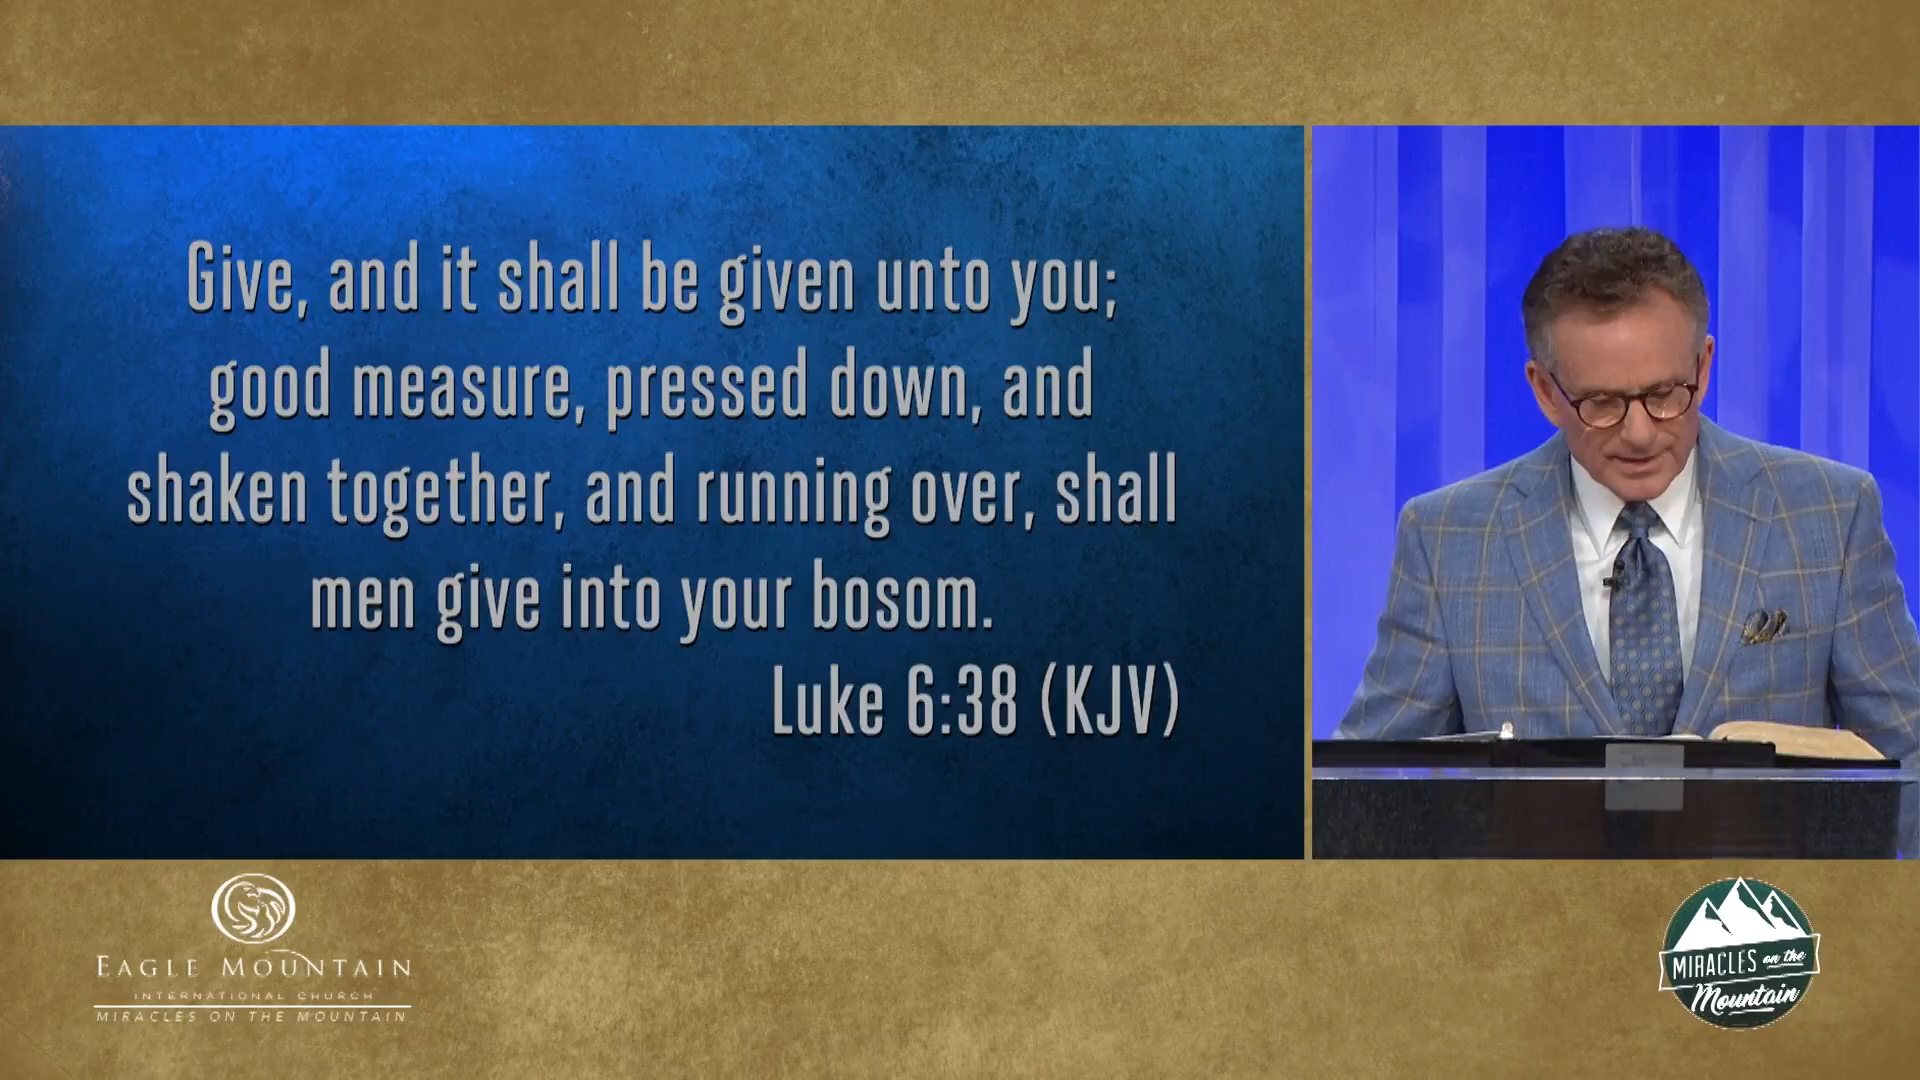 Give, and it shall be given unto you;
good measure, pressed down, and
shaken together, and running over, shall
men give into your bosom.
Luke 6:38 (KJV)
EAGLE MOUNTAIN
INTERNATIONAL CHURCH
MIRACLES ON THE MOUNTAIN
MIRACLES on the
Mountain